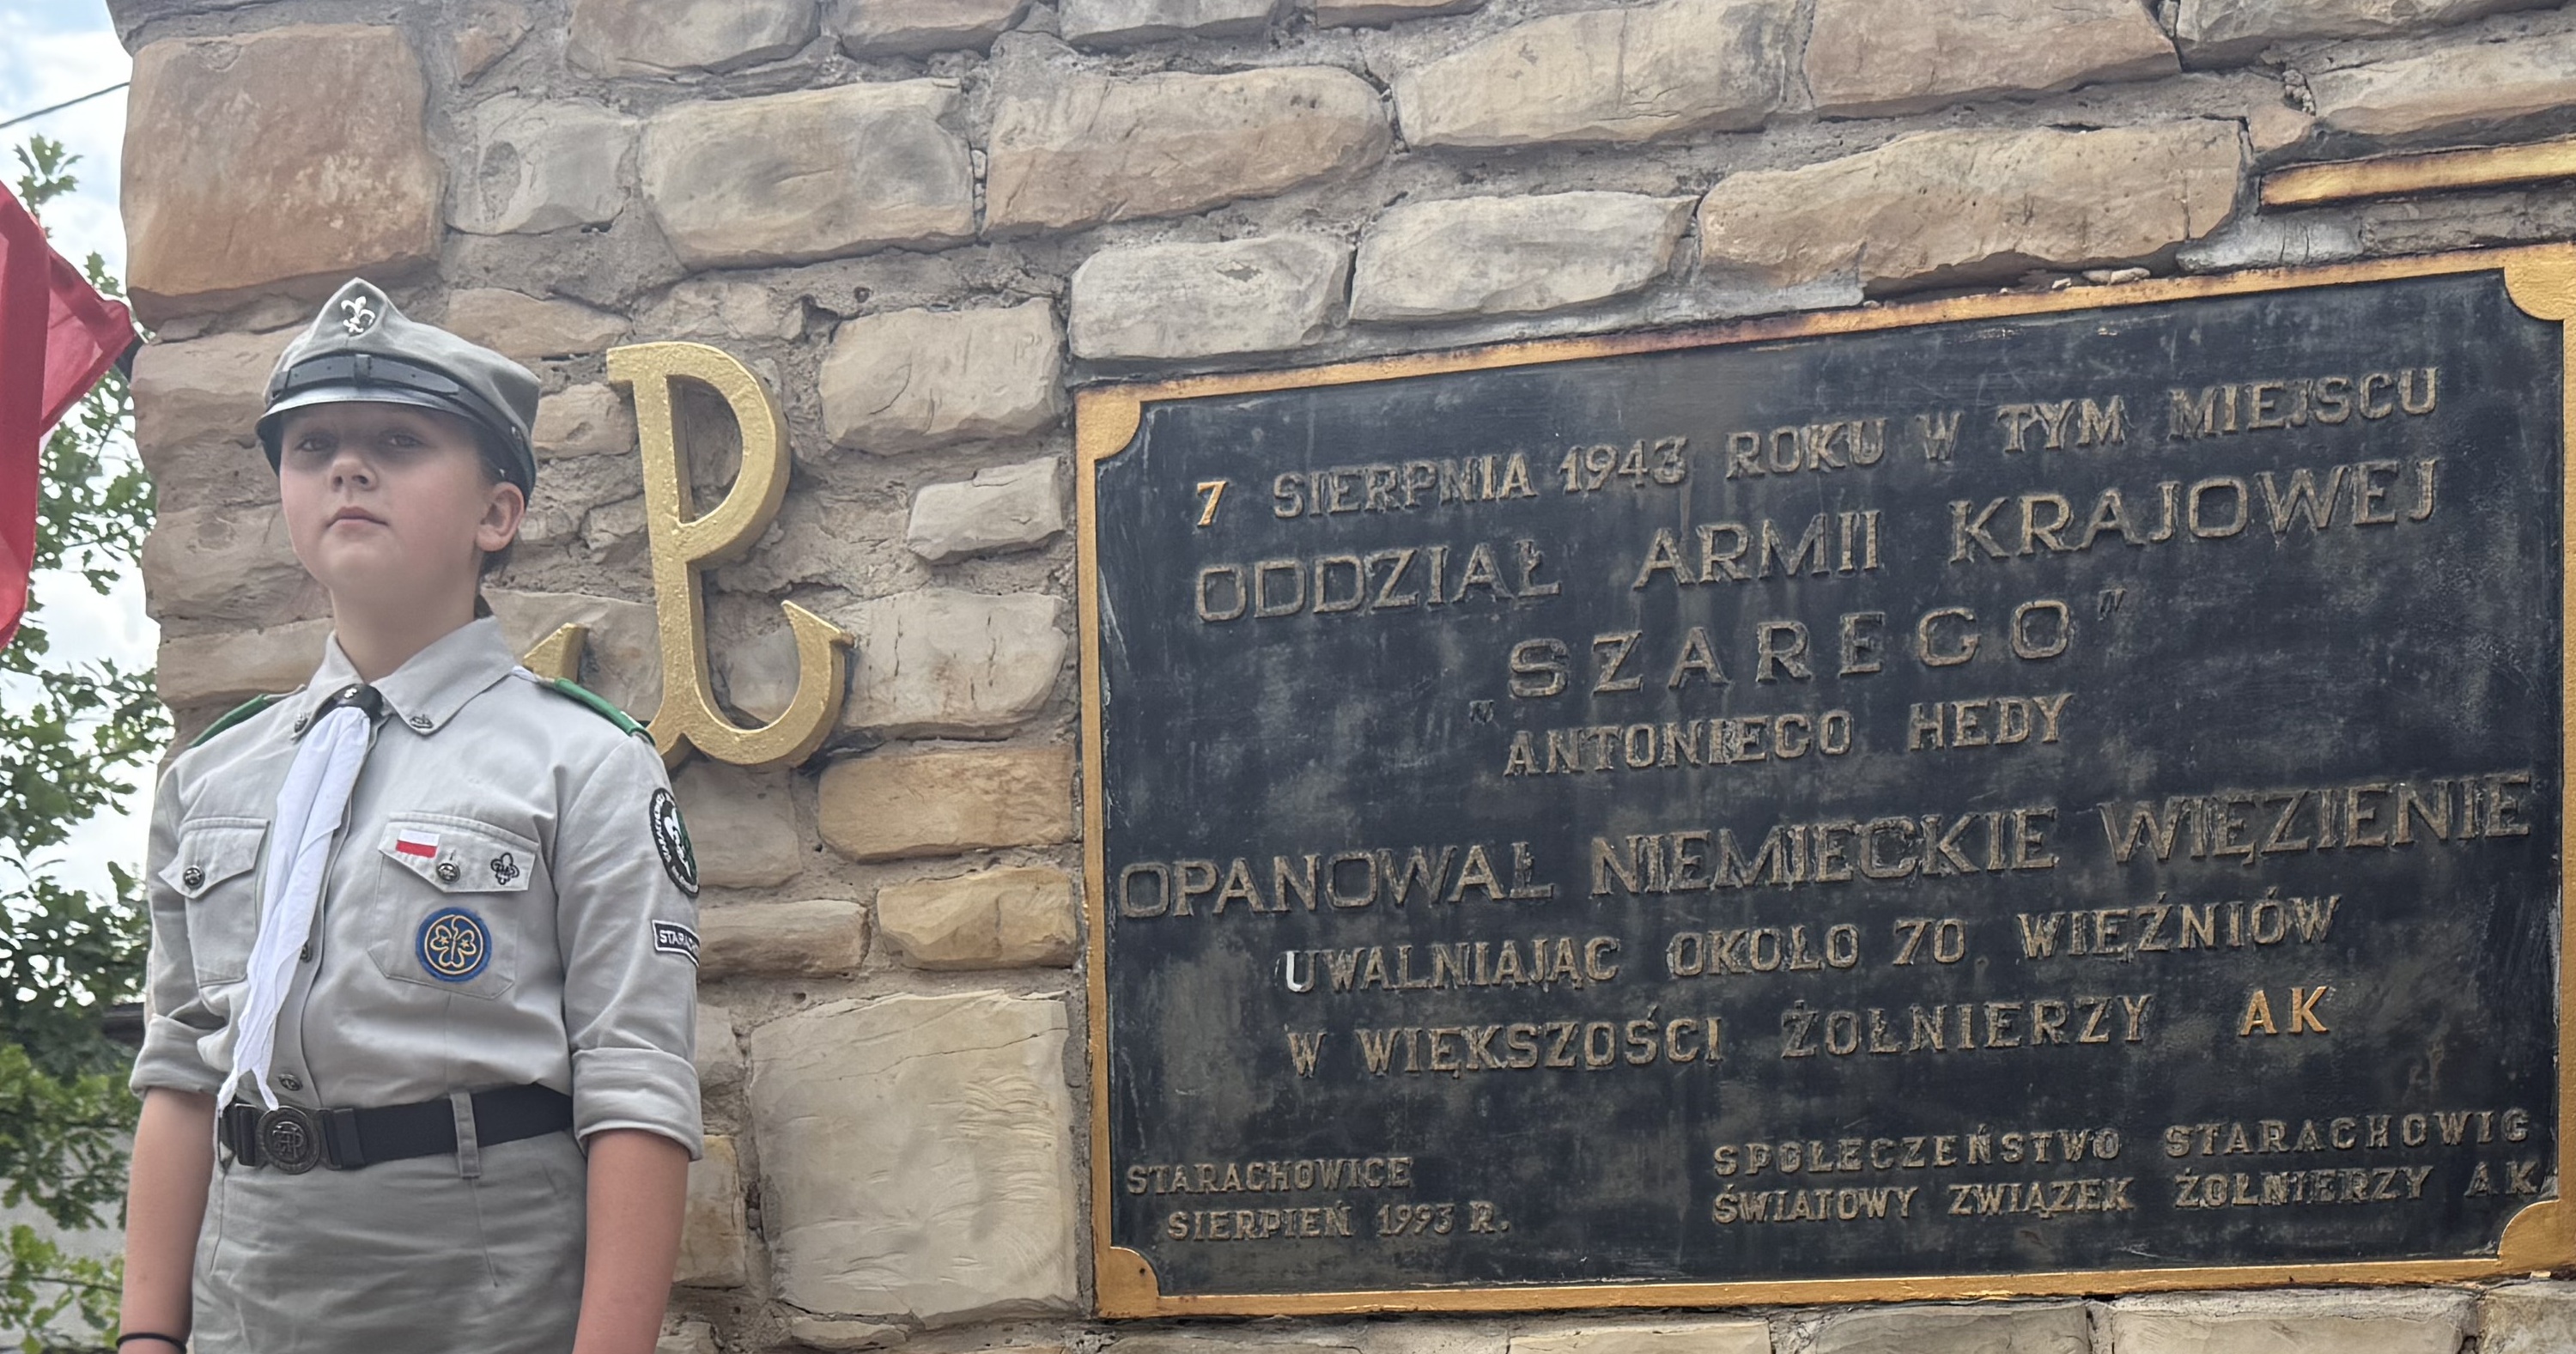 7 SIERPNIA 1943 ROKU W TYM MIEJSCU
ODDZIAŁ ARMII KRAJOWEJ
„SZAREGO”
ANTONIEGO HEDY
OPANOWAŁ NIEMIECKIE WIĘZIENIE
UWALNIAJĄC OKOŁO 70 WIĘŹNIÓW
W WIĘKSZOŚCI ŻOŁNIERZY AK
STARACHOWICE
SIERPIEŃ 1993 R.
SPOŁECZEŃSTWO STARACHOWIC
ŚWIATOWY ZWIĄZEK ŻOŁNIERZY AK